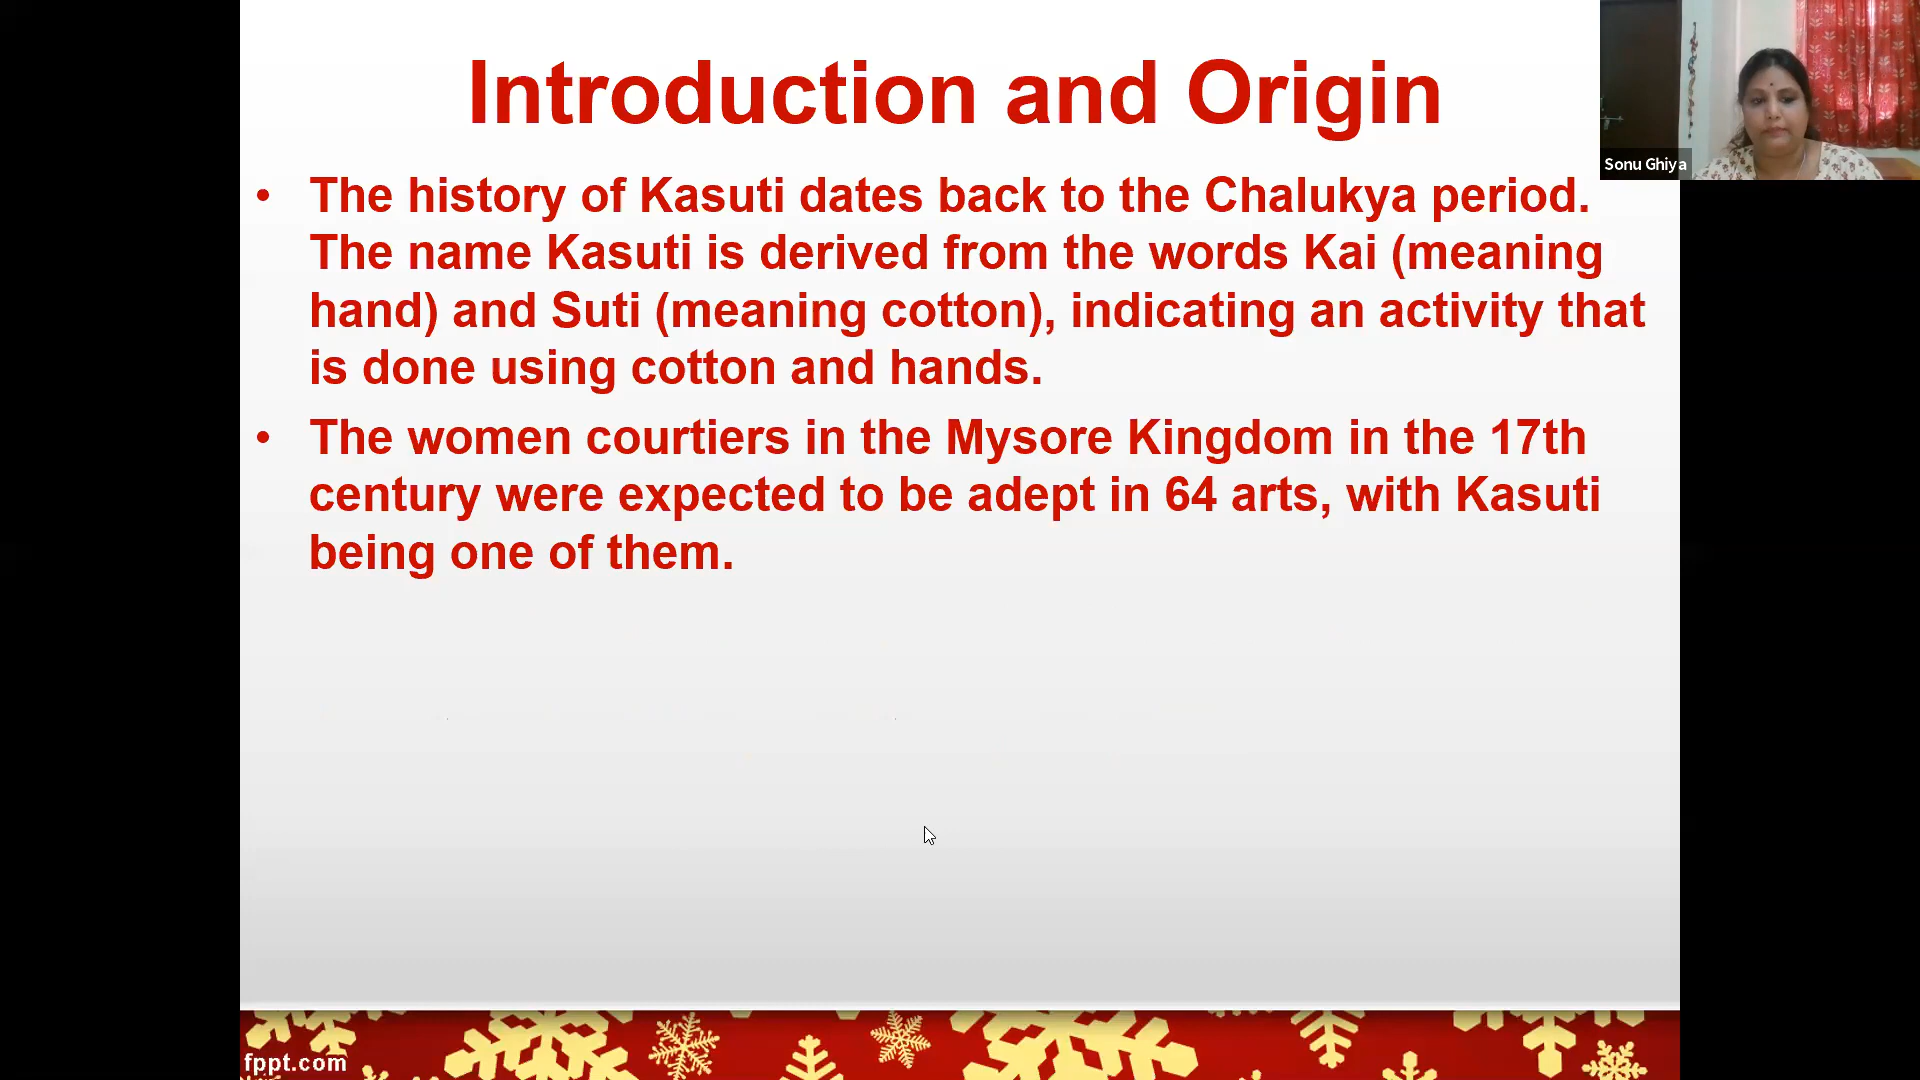 Introduction and Origin
Sonu Ghiya
• The history of Kasuti dates back to the Chalukya period.
The name Kasuti is derived from the words Kai (meaning
hand) and Suti (meaning cotton), indicating an activity that
is done using cotton and hands.
• The women courtiers in the Mysore Kingdom in the 17th
century were expected to be adept in 64 arts, with Kasuti
being one of them.
fppt.com